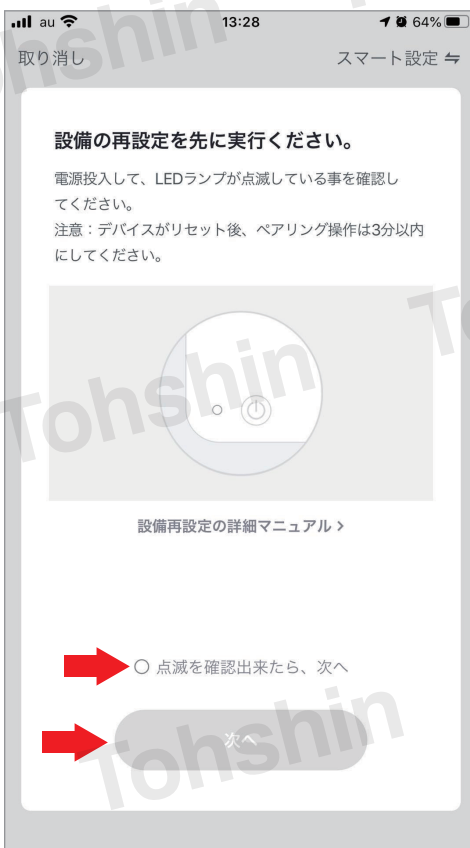 au 13:28 64%
取り消し スマート設定
設備の再設定を先に実行ください。
電源投入して、LEDランプが点滅している事を確認し
てください。
注意：デバイスがリセット後、ペアリング操作は3分以内
にしてください。
設備再設定の詳細マニュアル >
点滅を確認出来たら、次へ
次へ
Tohshin
Tohshin
Tohshin